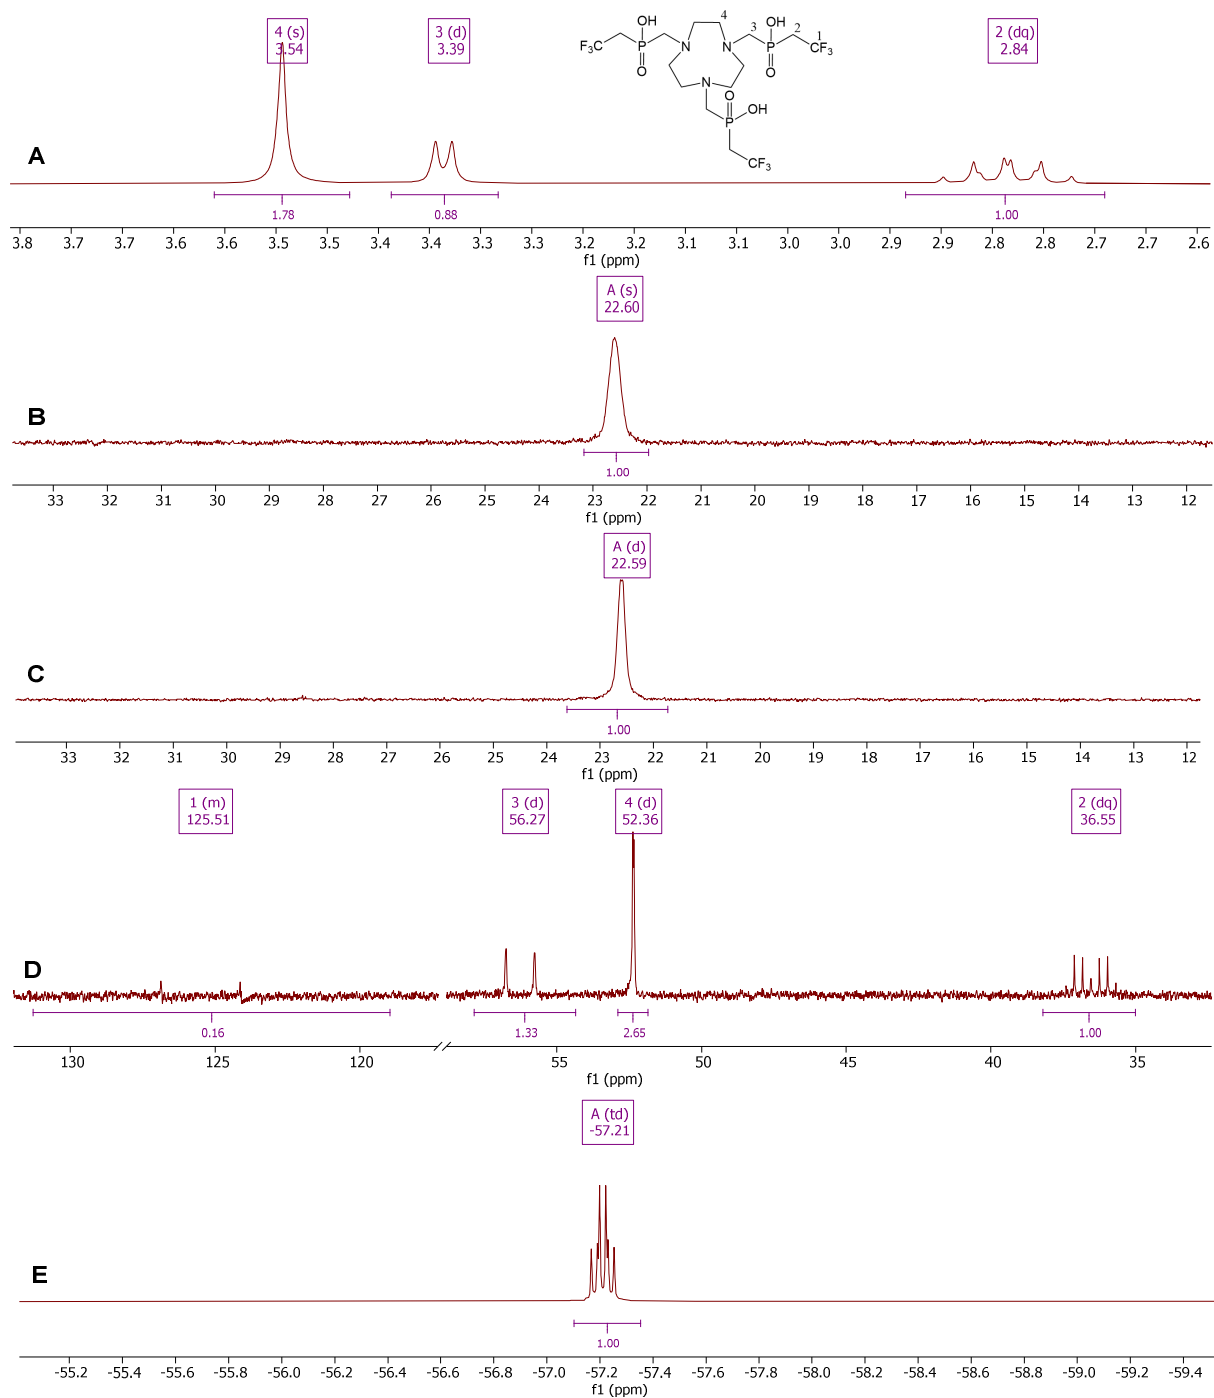 4 (s)
3.54
3 (d)
3.39
2 (dq)
2.84
OH
F3C
P
O
N
4
N
3
OH
P
O
2
1
CF3
N
O
P
OH
CF3
A
1.78
0.88
1.00
3.8 3.7 3.7 3.6 3.6 3.5 3.5 3.4 3.4 3.3 3.3 3.2 3.2 3.1 3.1 3.0 3.0 2.9 2.9 2.8 2.8 2.7 2.7 2.6
f1 (ppm)
A (s)
22.60
B
1.00
33 32 31 30 29 28 27 26 25 24 23 22 21 20 19 18 17 16 15 14 13 12
f1 (ppm)
A (d)
22.59
C
1.00
33 32 31 30 29 28 27 26 25 24 23 22 21 20 19 18 17 16 15 14 13 12
f1 (ppm)
1 (m)
125.51
3 (d)
56.27
4 (d)
52.36
2 (dq)
36.55
D
0.16
1.33
2.65
1.00
130 125 120 55 50 45 40 35
f1 (ppm)
A (td)
-57.21
E
1.00
-55.2 -55.4 -55.6 -55.8 -56.0 -56.2 -56.4 -56.6 -56.8 -57.0 -57.2 -57.4 -57.6 -57.8 -58.0 -58.2 -58.4 -58.6 -58.8 -59.0 -59.2 -59.4
f1 (ppm)